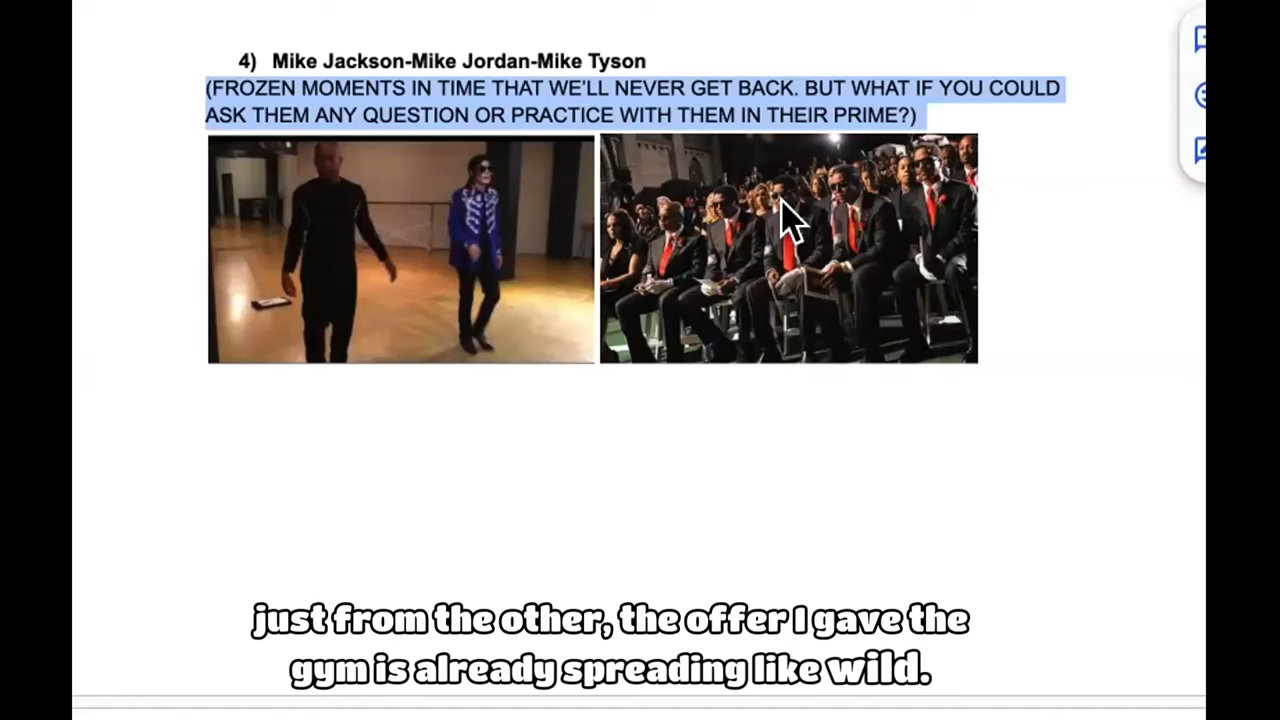 4) Mike Jackson-Mike Jordan-Mike Tyson
(FROZEN MOMENTS IN TIME THAT WE'LL NEVER GET BACK. BUT WHAT IF YOU COULD
ASK THEM ANY QUESTION OR PRACTICE WITH THEM IN THEIR PRIME?)
just from the other, the offer I gave the
gym is already spreading like wild.